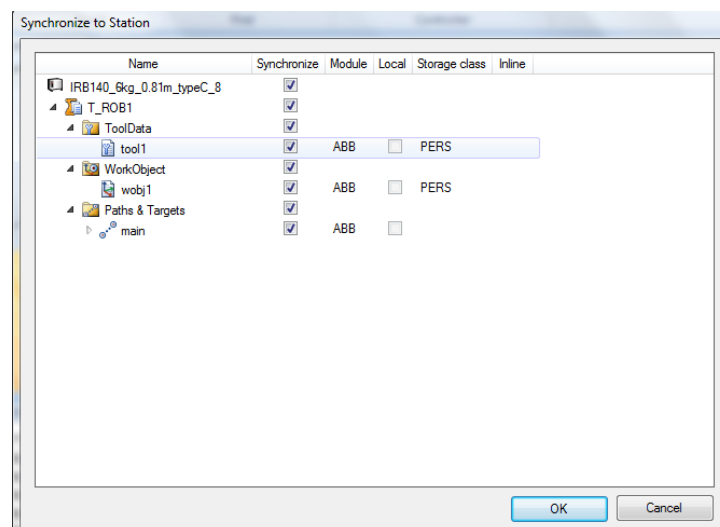 Synchronize to Station
Name Synchronize Module Local Storage class Inline
IRB140_6kg_0.81m_typeC_8
T_ROB1
ToolData
tool1 ABB PERS
WorkObject
wobj1 ABB PERS
Paths & Targets
main ABB
OK Cancel